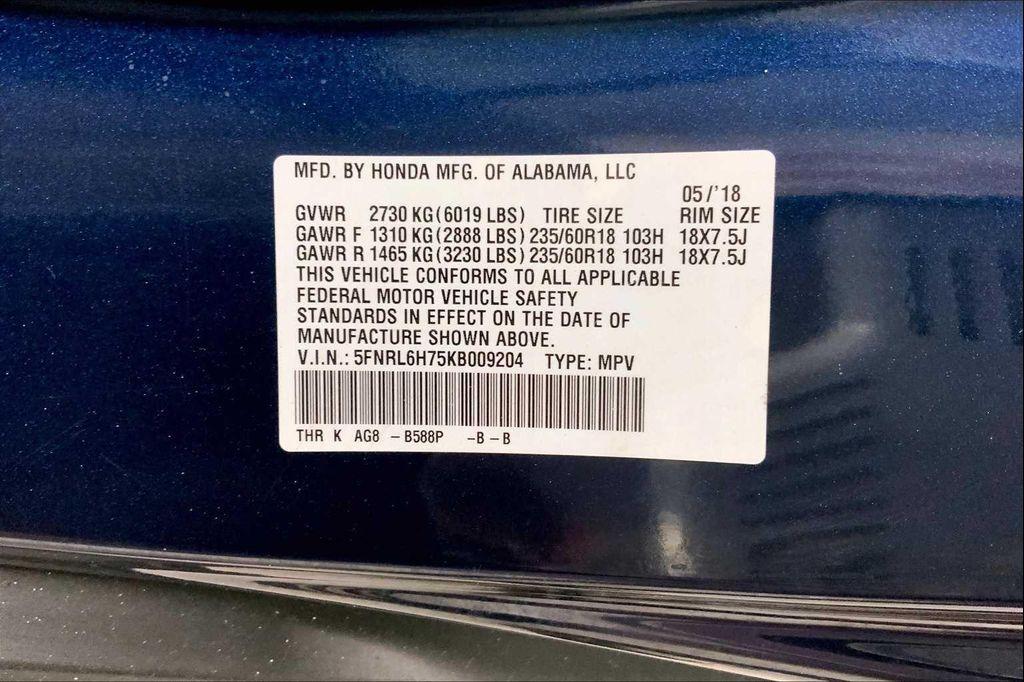 MFD. BY HONDA MFG. OF ALABAMA, LLC
05/'18
GVWR 2730 KG(6019 LBS) TIRE SIZE RIM SIZE
GAWR F 1310 KG(2888 LBS) 235/60R18 103H 18X7.5J
GAWR R 1465 KG(3230 LBS) 235/60R18 103H 18X7.5J
THIS VEHICLE CONFORMS TO ALL APPLICABLE
FEDERAL MOTOR VEHICLE SAFETY
STANDARDS IN EFFECT ON THE DATE OF
MANUFACTURE SHOWN ABOVE.
V.I.N.: 5FNRL6H75KB009204 TYPE: MPV
THR K AG8 -B588P -B-B